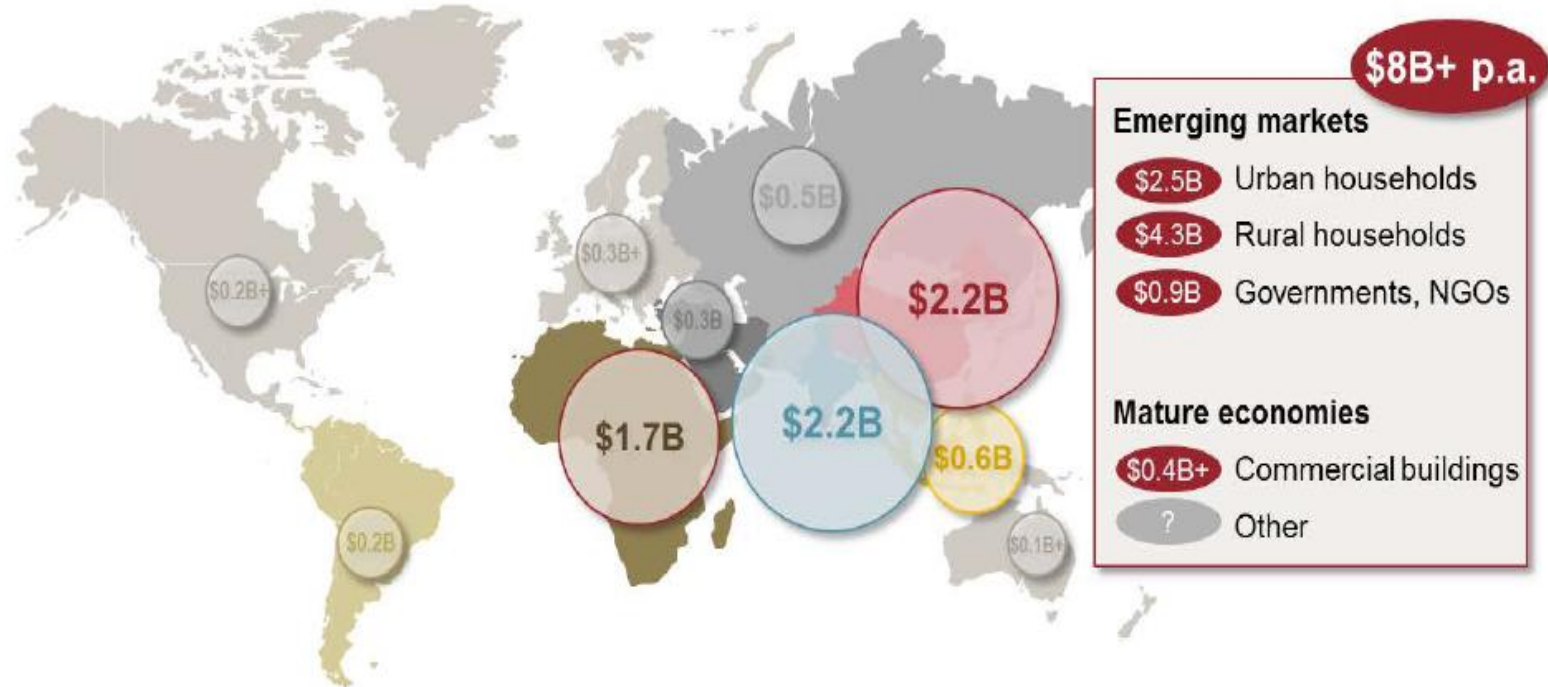 $8B+ p.a.
Emerging markets
$2.5B Urban households
$4.3B Rural households
$0.9B Governments, NGOs
Mature economies
$0.4B+ Commercial buildings
? Other
$0.5B
$0.3B+
$0.2B+
$0.3B
$2.2B
$1.7B
$2.2B
$0.6B
$0.2B
$0.1B+